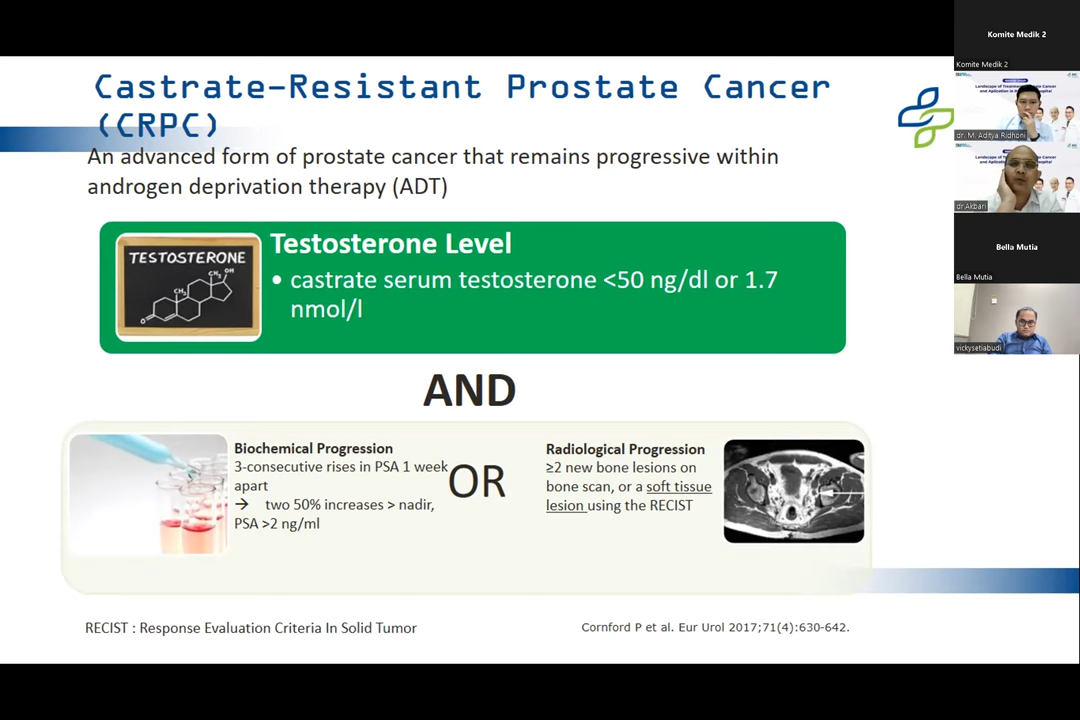 Castrate-Resistant Prostate Cancer
(CRPC)
An advanced form of prostate cancer that remains progressive within
androgen deprivation therapy (ADT)
TESTOSTERONE
OH
CH3
CH3
O
Testosterone Level
• castrate serum testosterone <50 ng/dl or 1.7
nmol/l
AND
Biochemical Progression
3-consecutive rises in PSA 1 week
apart
→ two 50% increases > nadir,
PSA >2 ng/ml
OR
Radiological Progression
≥2 new bone lesions on
bone scan, or a soft tissue
lesion using the RECIST
RECIST : Response Evaluation Criteria In Solid Tumor
Cornford P et al. Eur Urol 2017;71(4):630-642.
Komite Medik 2
Komite Medik 2
dr. M. Aditya Ridhoni
dr Akbari
Bella Mutia
Bella Mutia
vickysetiabudi